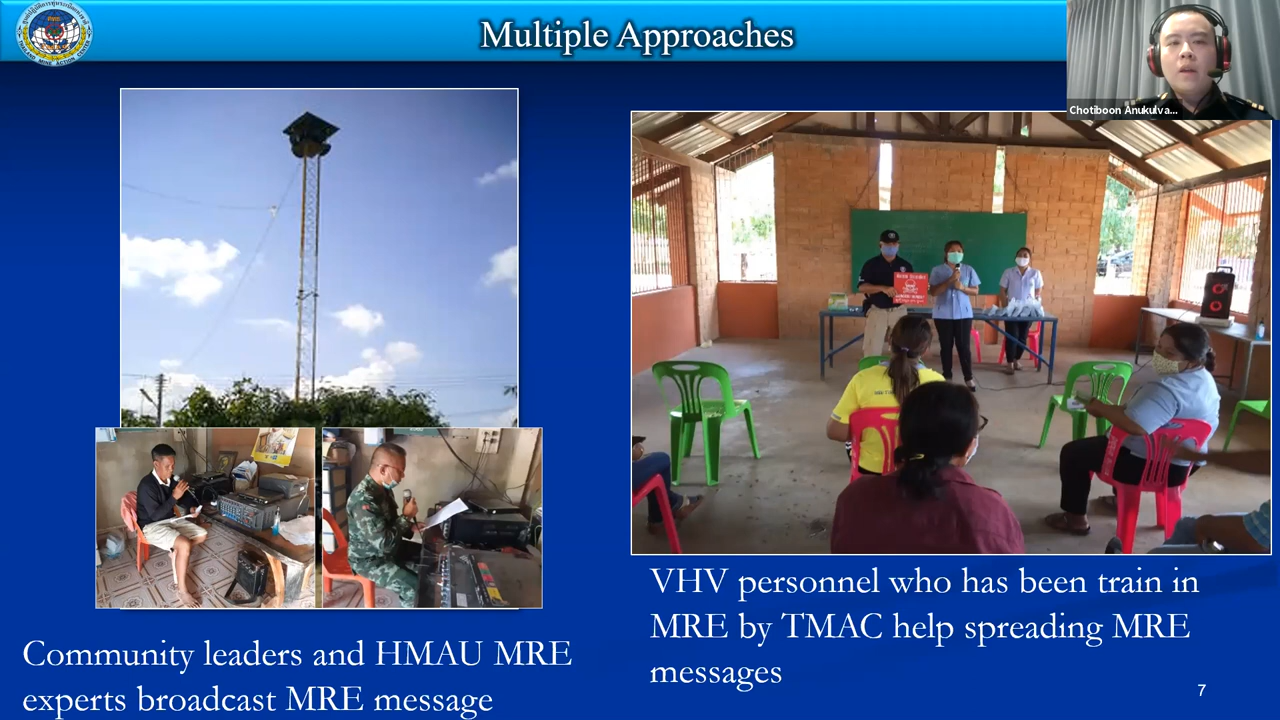 Multiple Approaches
Chotiboon Anukulva...
VHV personnel who has been train in
MRE by TMAC help spreading MRE
messages
Community leaders and HMAU MRE
experts broadcast MRE message
7